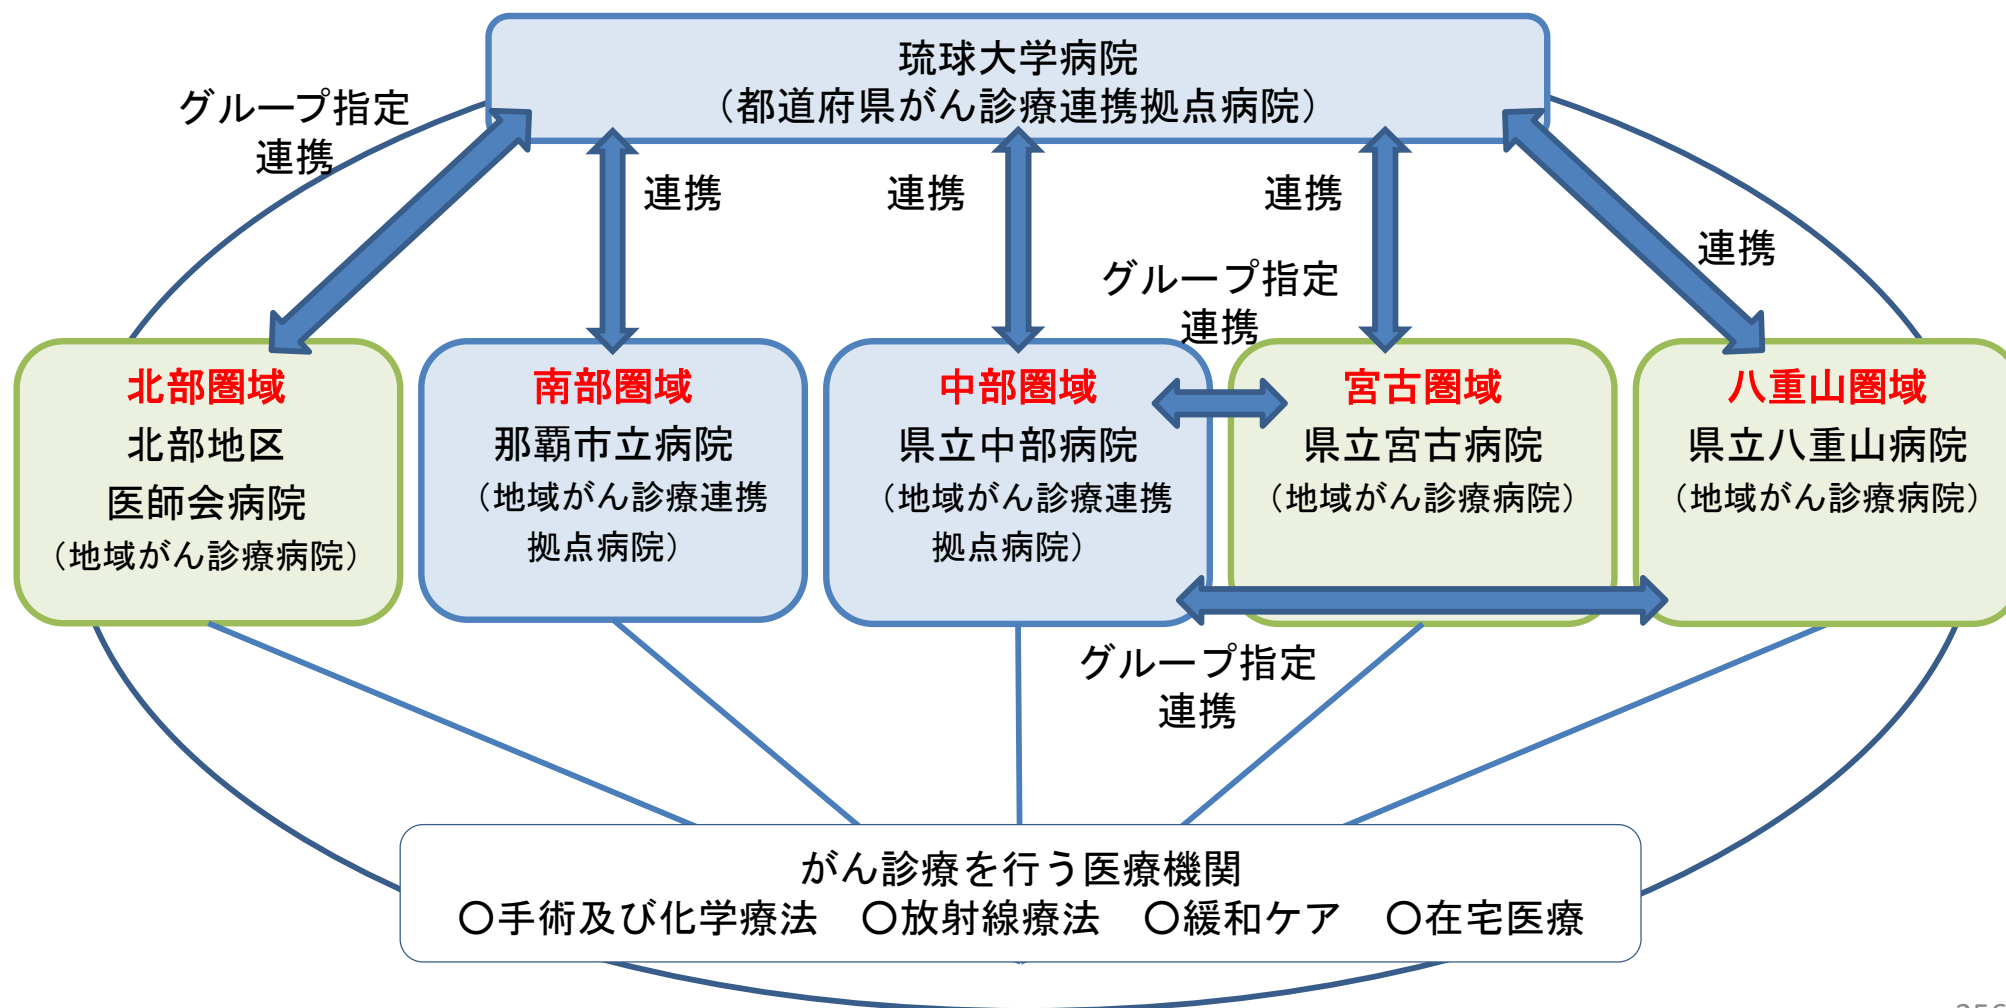 琉球大学病院
（都道府県がん診療連携拠点病院）
グループ指定
連携
連携
連携
連携
連携
グループ指定
連携
北部圏域
北部地区
医師会病院
（地域がん診療病院）
南部圏域
那覇市立病院
（地域がん診療連携
拠点病院）
中部圏域
県立中部病院
（地域がん診療連携
拠点病院）
宮古圏域
県立宮古病院
（地域がん診療病院）
八重山圏域
県立八重山病院
（地域がん診療病院）
グループ指定
連携
がん診療を行う医療機関
〇手術及び化学療法　〇放射線療法　〇緩和ケア　〇在宅医療